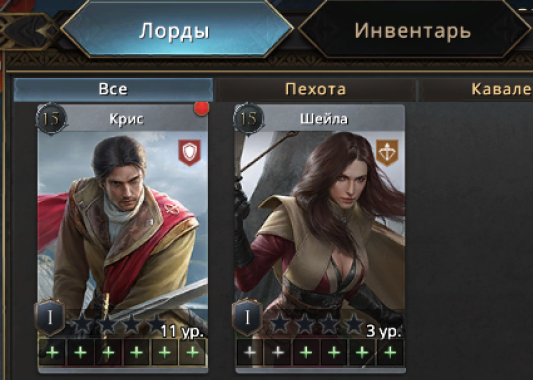 Лорды Инвентарь
Все Пехота Кавале
15 Крис 15 Шейла
I 11 ур. I 3 ур.
+ + + + + + + + + + + +